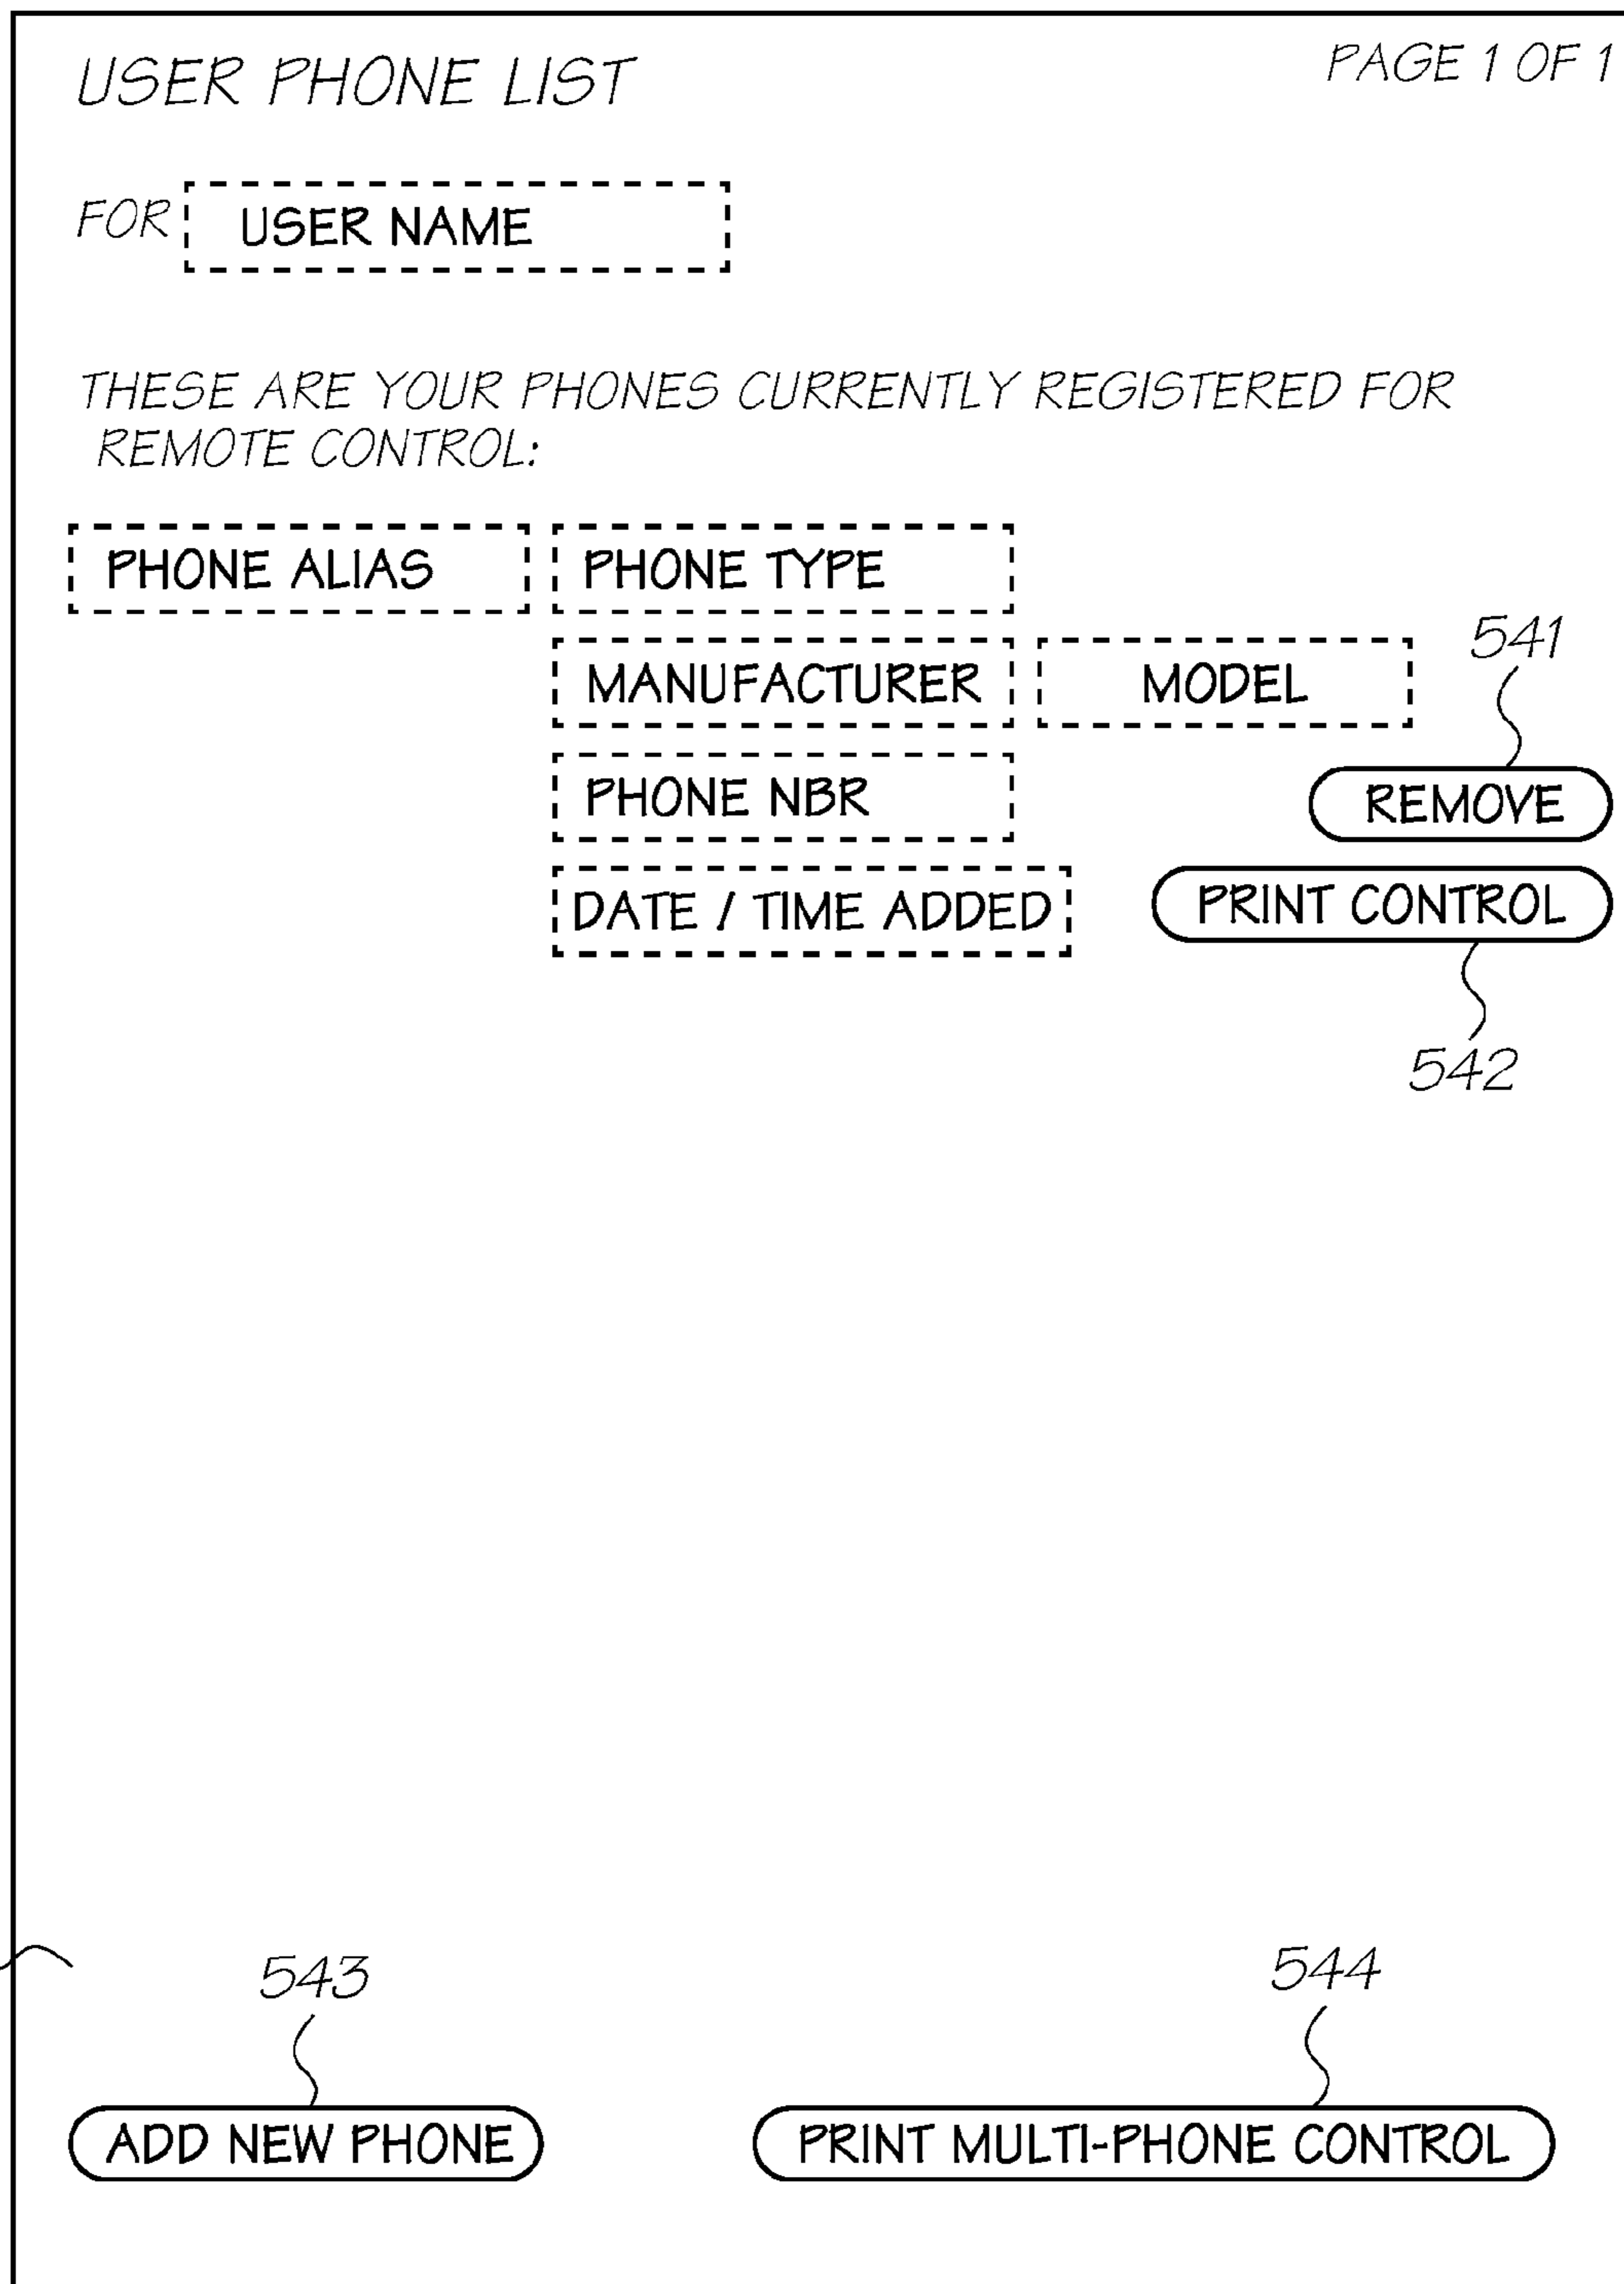 USER PHONE LIST
PAGE 1 OF 1
FOR USER NAME
THESE ARE YOUR PHONES CURRENTLY REGISTERED FOR
REMOTE CONTROL:
PHONE ALIAS PHONE TYPE
MANUFACTURER MODEL
541
PHONE NBR
REMOVE
DATE / TIME ADDED
PRINT CONTROL
542
543
544
ADD NEW PHONE
PRINT MULTI-PHONE CONTROL